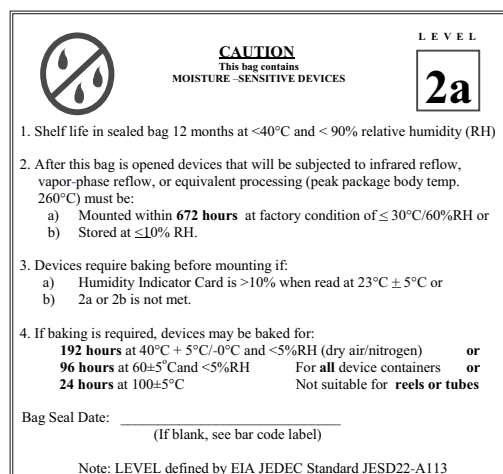 LEVEL
2a
CAUTION
This bag contains
MOISTURE –SENSITIVE DEVICES
1. Shelf life in sealed bag 12 months at <40°C and < 90% relative humidity (RH)
2. After this bag is opened devices that will be subjected to infrared reflow,
vapor-phase reflow, or equivalent processing (peak package body temp.
260°C) must be:
a) Mounted within 672 hours at factory condition of ≤ 30°C/60%RH or
b) Stored at ≤10% RH.
3. Devices require baking before mounting if:
a) Humidity Indicator Card is >10% when read at 23°C ± 5°C or
b) 2a or 2b is not met.
4. If baking is required, devices may be baked for:
192 hours at 40°C + 5°C/-0°C and <5%RH (dry air/nitrogen) or
96 hours at 60±5°Cand <5%RH For all device containers or
24 hours at 100±5°C Not suitable for reels or tubes
Bag Seal Date: ____________________________
(If blank, see bar code label)
Note: LEVEL defined by EIA JEDEC Standard JESD22-A113